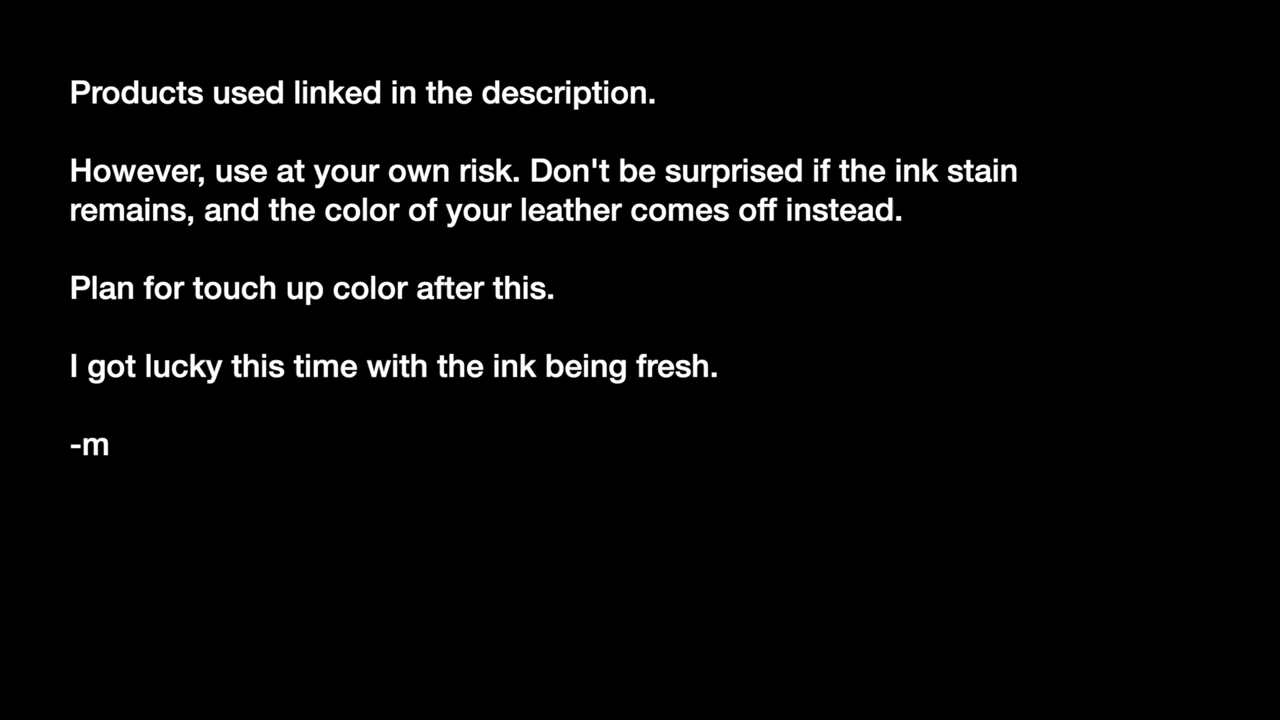 Products used linked in the description.
However, use at your own risk. Don't be surprised if the ink stain
remains, and the color of your leather comes off instead.
Plan for touch up color after this.
I got lucky this time with the ink being fresh.
-m